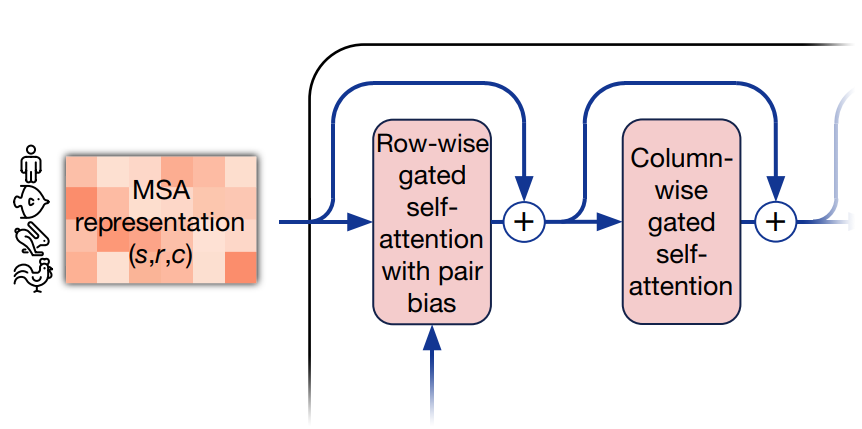 MSA
representation
(s,r,c)
Row-wise
gated
self-
attention
with pair
bias
+
Column-
wise
gated
self-
attention
+